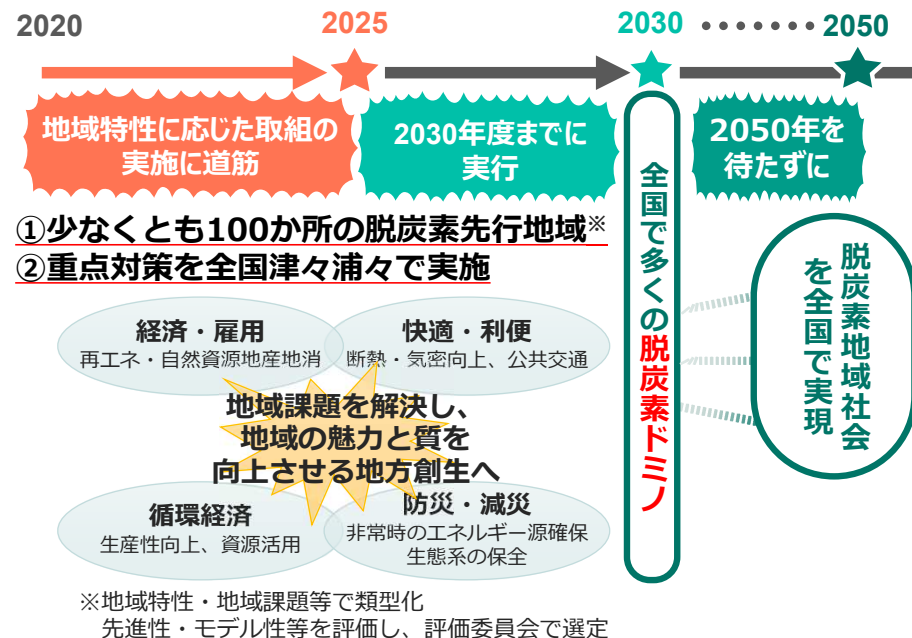 2020
2025
2030 ・・・・・・・ 2050
地域特性に応じた取組の
実施に道筋
2030年度までに
実行
2050年を
待たずに
①少なくとも100か所の脱炭素先行地域※
②重点対策を全国津々浦々で実施
経済・雇用
再エネ・自然資源地産地消
快適・利便
断熱・気密向上、公共交通
地域課題を解決し、
地域の魅力と質を
向上させる地方創生へ
循環経済
生産性向上、資源活用
防災・減災
非常時のエネルギー源確保
生態系の保全
全国で多くの脱炭素ドミノ
脱炭素地域社会
を全国で実現
※地域特性・地域課題等で類型化
先進性・モデル性等を評価し、評価委員会で選定